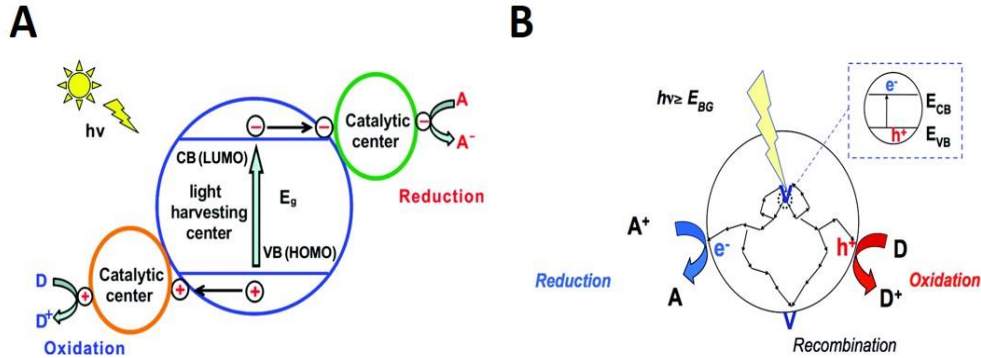 A
hν
CB (LUMO)
light
harvesting
center
E₉
VB (HOMO)
Catalytic
center
A
A⁻
Reduction
D
D⁺
Catalytic
center
Oxidation
B
hν≥ E_BG
e⁻
h⁺
E_CB
E_VB
V
A⁺
A
e⁻
Reduction
h⁺
D
D⁺
Oxidation
V
Recombination